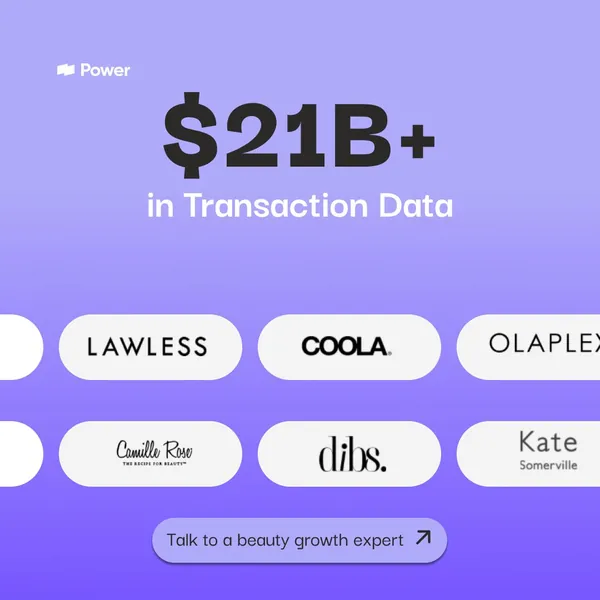 Power
$21B+
in Transaction Data
LAWLESS
COOLA.
OLAPLEX
Camille Rose
THE RECIPE FOR BEAUTY™
dibs.
Kate
Somerville
Talk to a beauty growth expert